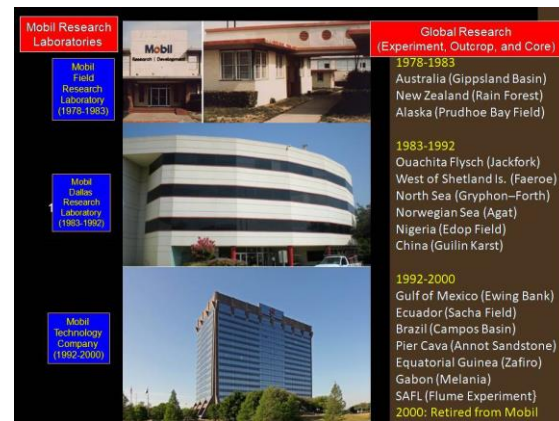 Mobil Research
Laboratories
Mobil
Field
Research
Laboratory
(1978-1983)
Mobil
Research Development
Mobil
Dallas
Research
Laboratory
(1983-1992)
1
Mobil
Technology
Company
(1992-2000)
Global Research
(Experiment, Outcrop, and Core)
1978-1983
Australia (Gippsland Basin)
New Zealand (Rain Forest)
Alaska (Prudhoe Bay Field)
1983-1992
Ouachita Flysch (Jackfork)
West of Shetland Is. (Faeroe)
North Sea (Gryphon–Forth)
Norwegian Sea (Agat)
Nigeria (Edop Field)
China (Guilin Karst)
1992-2000
Gulf of Mexico (Ewing Bank)
Ecuador (Sacha Field)
Brazil (Campos Basin)
Pier Cava (Annot Sandstone)
Equatorial Guinea (Zafiro)
Gabon (Melania)
SAFL (Flume Experiment}
2000: Retired from Mobil